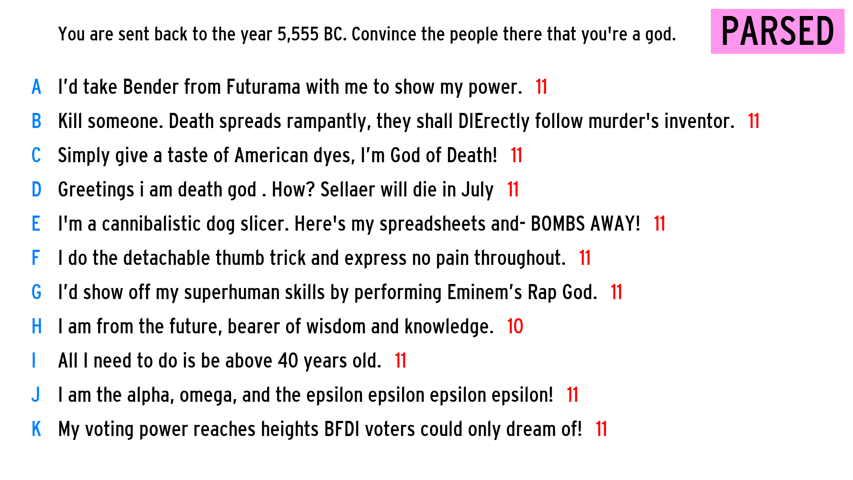 You are sent back to the year 5,555 BC. Convince the people there that you're a god.
PARSED
A I'd take Bender from Futurama with me to show my power. 11
B Kill someone. Death spreads rampantly, they shall DIErectly follow murder's inventor. 11
C Simply give a taste of American dyes, I'm God of Death! 11
D Greetings i am death god . How? Sellaer will die in July 11
E I'm a cannibalistic dog slicer. Here's my spreadsheets and- BOMBS AWAY! 11
F I do the detachable thumb trick and express no pain throughout. 11
G I'd show off my superhuman skills by performing Eminem's Rap God. 11
H I am from the future, bearer of wisdom and knowledge. 10
I All I need to do is be above 40 years old. 11
J I am the alpha, omega, and the epsilon epsilon epsilon epsilon! 11
K My voting power reaches heights BFDI voters could only dream of! 11